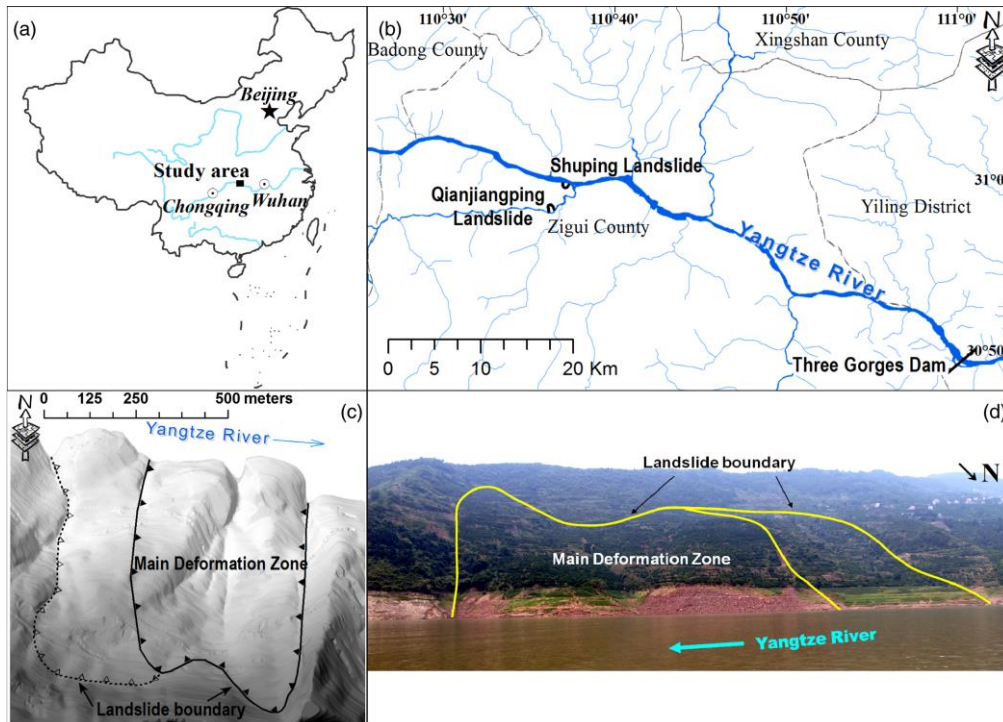 (a)
Beijing
Study area
Chongqing
Wuhan
(b)
110°30'
110°40'
110°50'
111°0'
N
Badong County
Xingshan County
Shuping Landslide
31°0'
Qianjiangping
Landslide
Zigui County
Yiling District
Yangtze River
0
10
20 Km
30°50'
Three Gorges Dam
(c)
N
0
125
250
500 meters
Yangtze River
Main Deformation Zone
Landslide boundary
(d)
Landslide boundary
N
Main Deformation Zone
Yangtze River